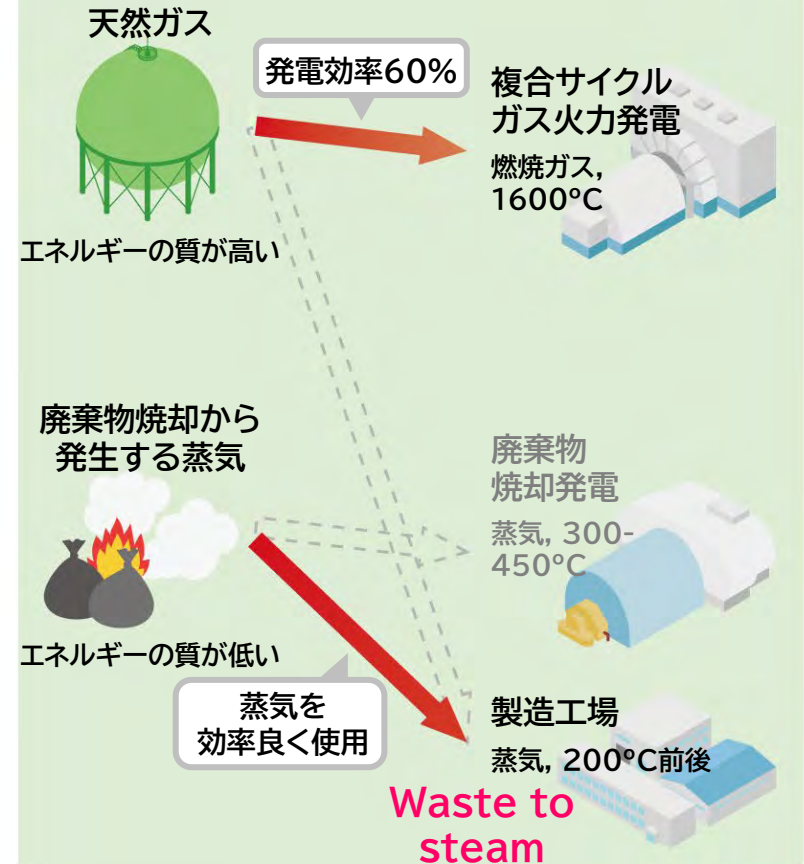 天然ガス
発電効率60%
複合サイクル
ガス火力発電
燃焼ガス,
1600℃
エネルギーの質が高い
廃棄物焼却から
発生する蒸気
廃棄物
焼却発電
蒸気, 300-
450℃
エネルギーの質が低い
蒸気を
効率良く使用
製造工場
蒸気, 200℃前後
Waste to
steam